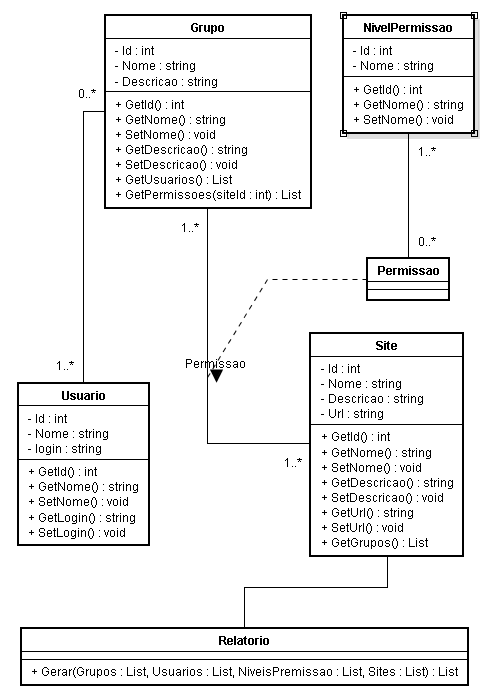 Grupo
- Id : int
- Nome : string
- Descricao : string
+ GetId() : int
+ GetNome() : string
+ SetNome() : void
+ GetDescricao() : string
+ SetDescricao() : void
+ GetUsuarios() : List
+ GetPermissoes(siteId : int) : List
NivelPermissao
- Id : int
- Nome : string
+ GetId() : int
+ GetNome() : string
+ SetNome() : void
0..*
1..*
1..*
0..*
Permissao
Permissao
1..*
1..*
Usuario
- Id : int
- Nome : string
- login : string
+ GetId() : int
+ GetNome() : string
+ SetNome() : void
+ GetLogin() : string
+ SetLogin() : void
Site
- Id : int
- Nome : string
- Descricao : string
- Url : string
+ GetId() : int
+ GetNome() : string
+ SetNome() : void
+ GetDescricao() : string
+ SetDescricao() : void
+ GetUrl() : string
+ SetUrl() : void
+ GetGrupos() : List
Relatorio
+ Gerar(Grupos : List, Usuarios : List, NiveisPremissao : List, Sites : List) : List